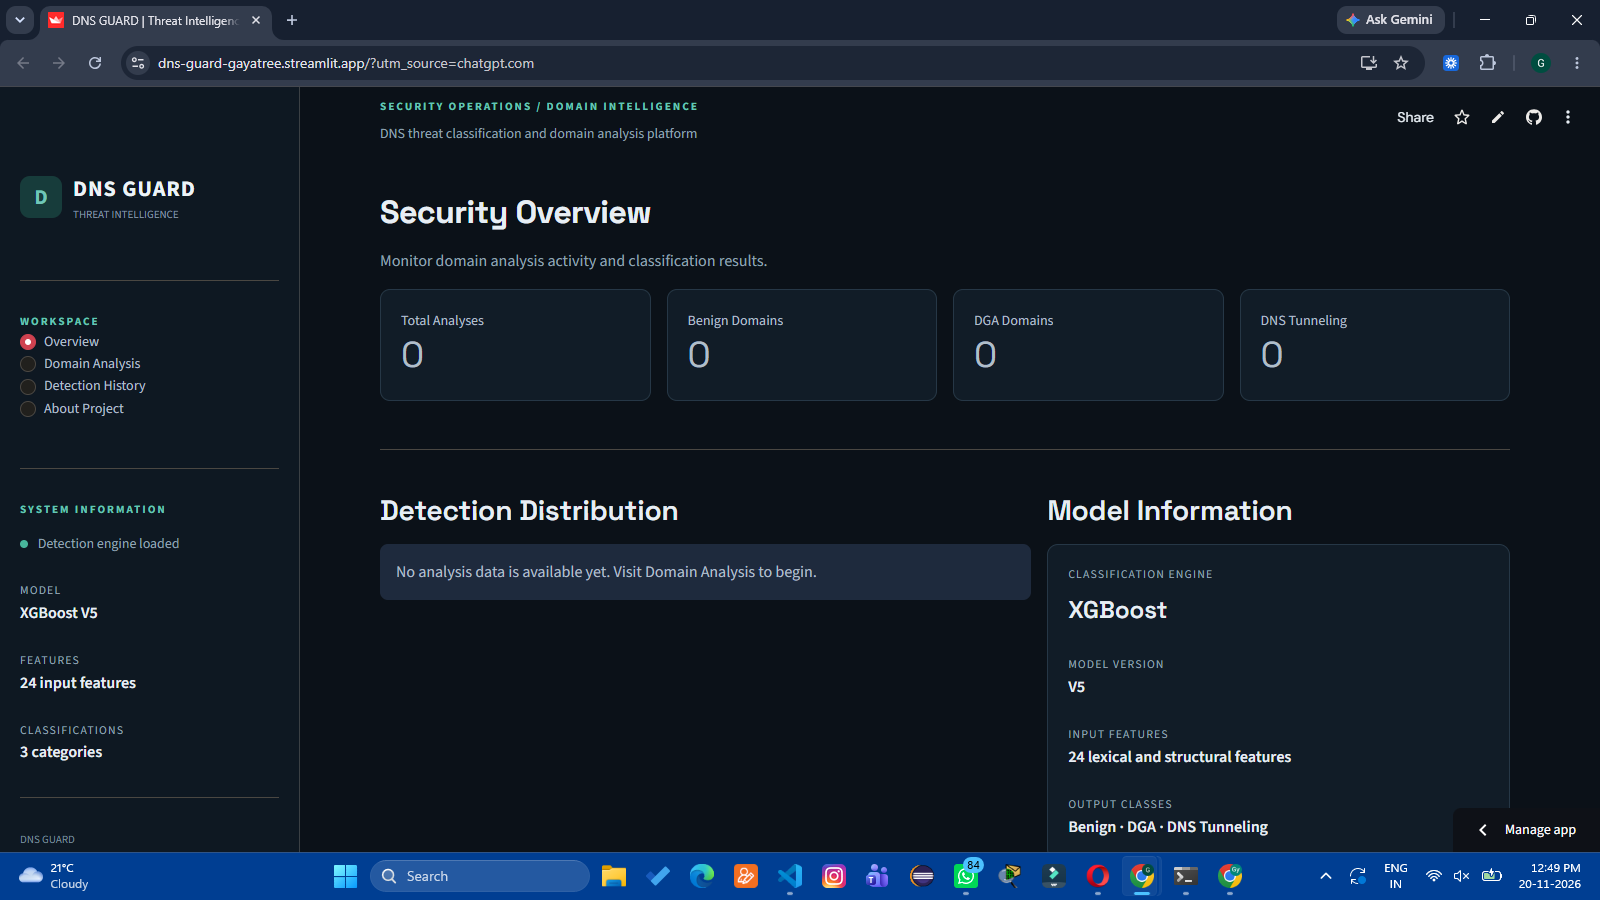 DNS GUARD | Threat Intelligenc
Ask Gemini
dns-guard-gayatree.streamlit.app/?utm_source=chatgpt.com
G
D
DNS GUARD
THREAT INTELLIGENCE
WORKSPACE
Overview
Domain Analysis
Detection History
About Project
SYSTEM INFORMATION
Detection engine loaded
MODEL
XGBoost V5
FEATURES
24 input features
CLASSIFICATIONS
3 categories
DNS GUARD
SECURITY OPERATIONS / DOMAIN INTELLIGENCE
DNS threat classification and domain analysis platform
Share
Security Overview
Monitor domain analysis activity and classification results.
Total Analyses
0
Benign Domains
0
DGA Domains
0
DNS Tunneling
0
Detection Distribution
No analysis data is available yet. Visit Domain Analysis to begin.
Model Information
CLASSIFICATION ENGINE
XGBoost
MODEL VERSION
V5
INPUT FEATURES
24 lexical and structural features
OUTPUT CLASSES
Benign · DGA · DNS Tunneling
Manage app
21°C
Cloudy
Search
84
ENG
IN
12:49 PM
20-11-2026